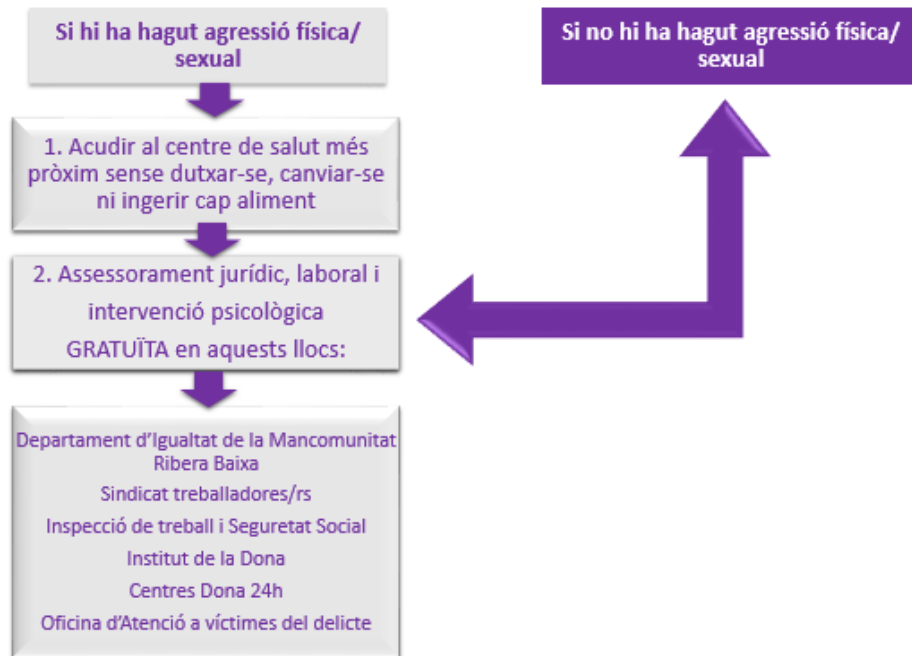 Si hi ha hagut agressió física/
sexual
Si no hi ha hagut agressió física/
sexual
1. Acudir al centre de salut més
pròxim sense dutxar-se, canviar-se
ni ingerir cap aliment
2. Assessorament jurídic, laboral i
intervenció psicològica
GRATUÏTA en aquests llocs:
Departament d'Igualtat de la Mancomunitat
Ribera Baixa
Sindicat treballadores/rs
Inspecció de treball i Seguretat Social
Institut de la Dona
Centres Dona 24h
Oficina d'Atenció a víctimes del delicte